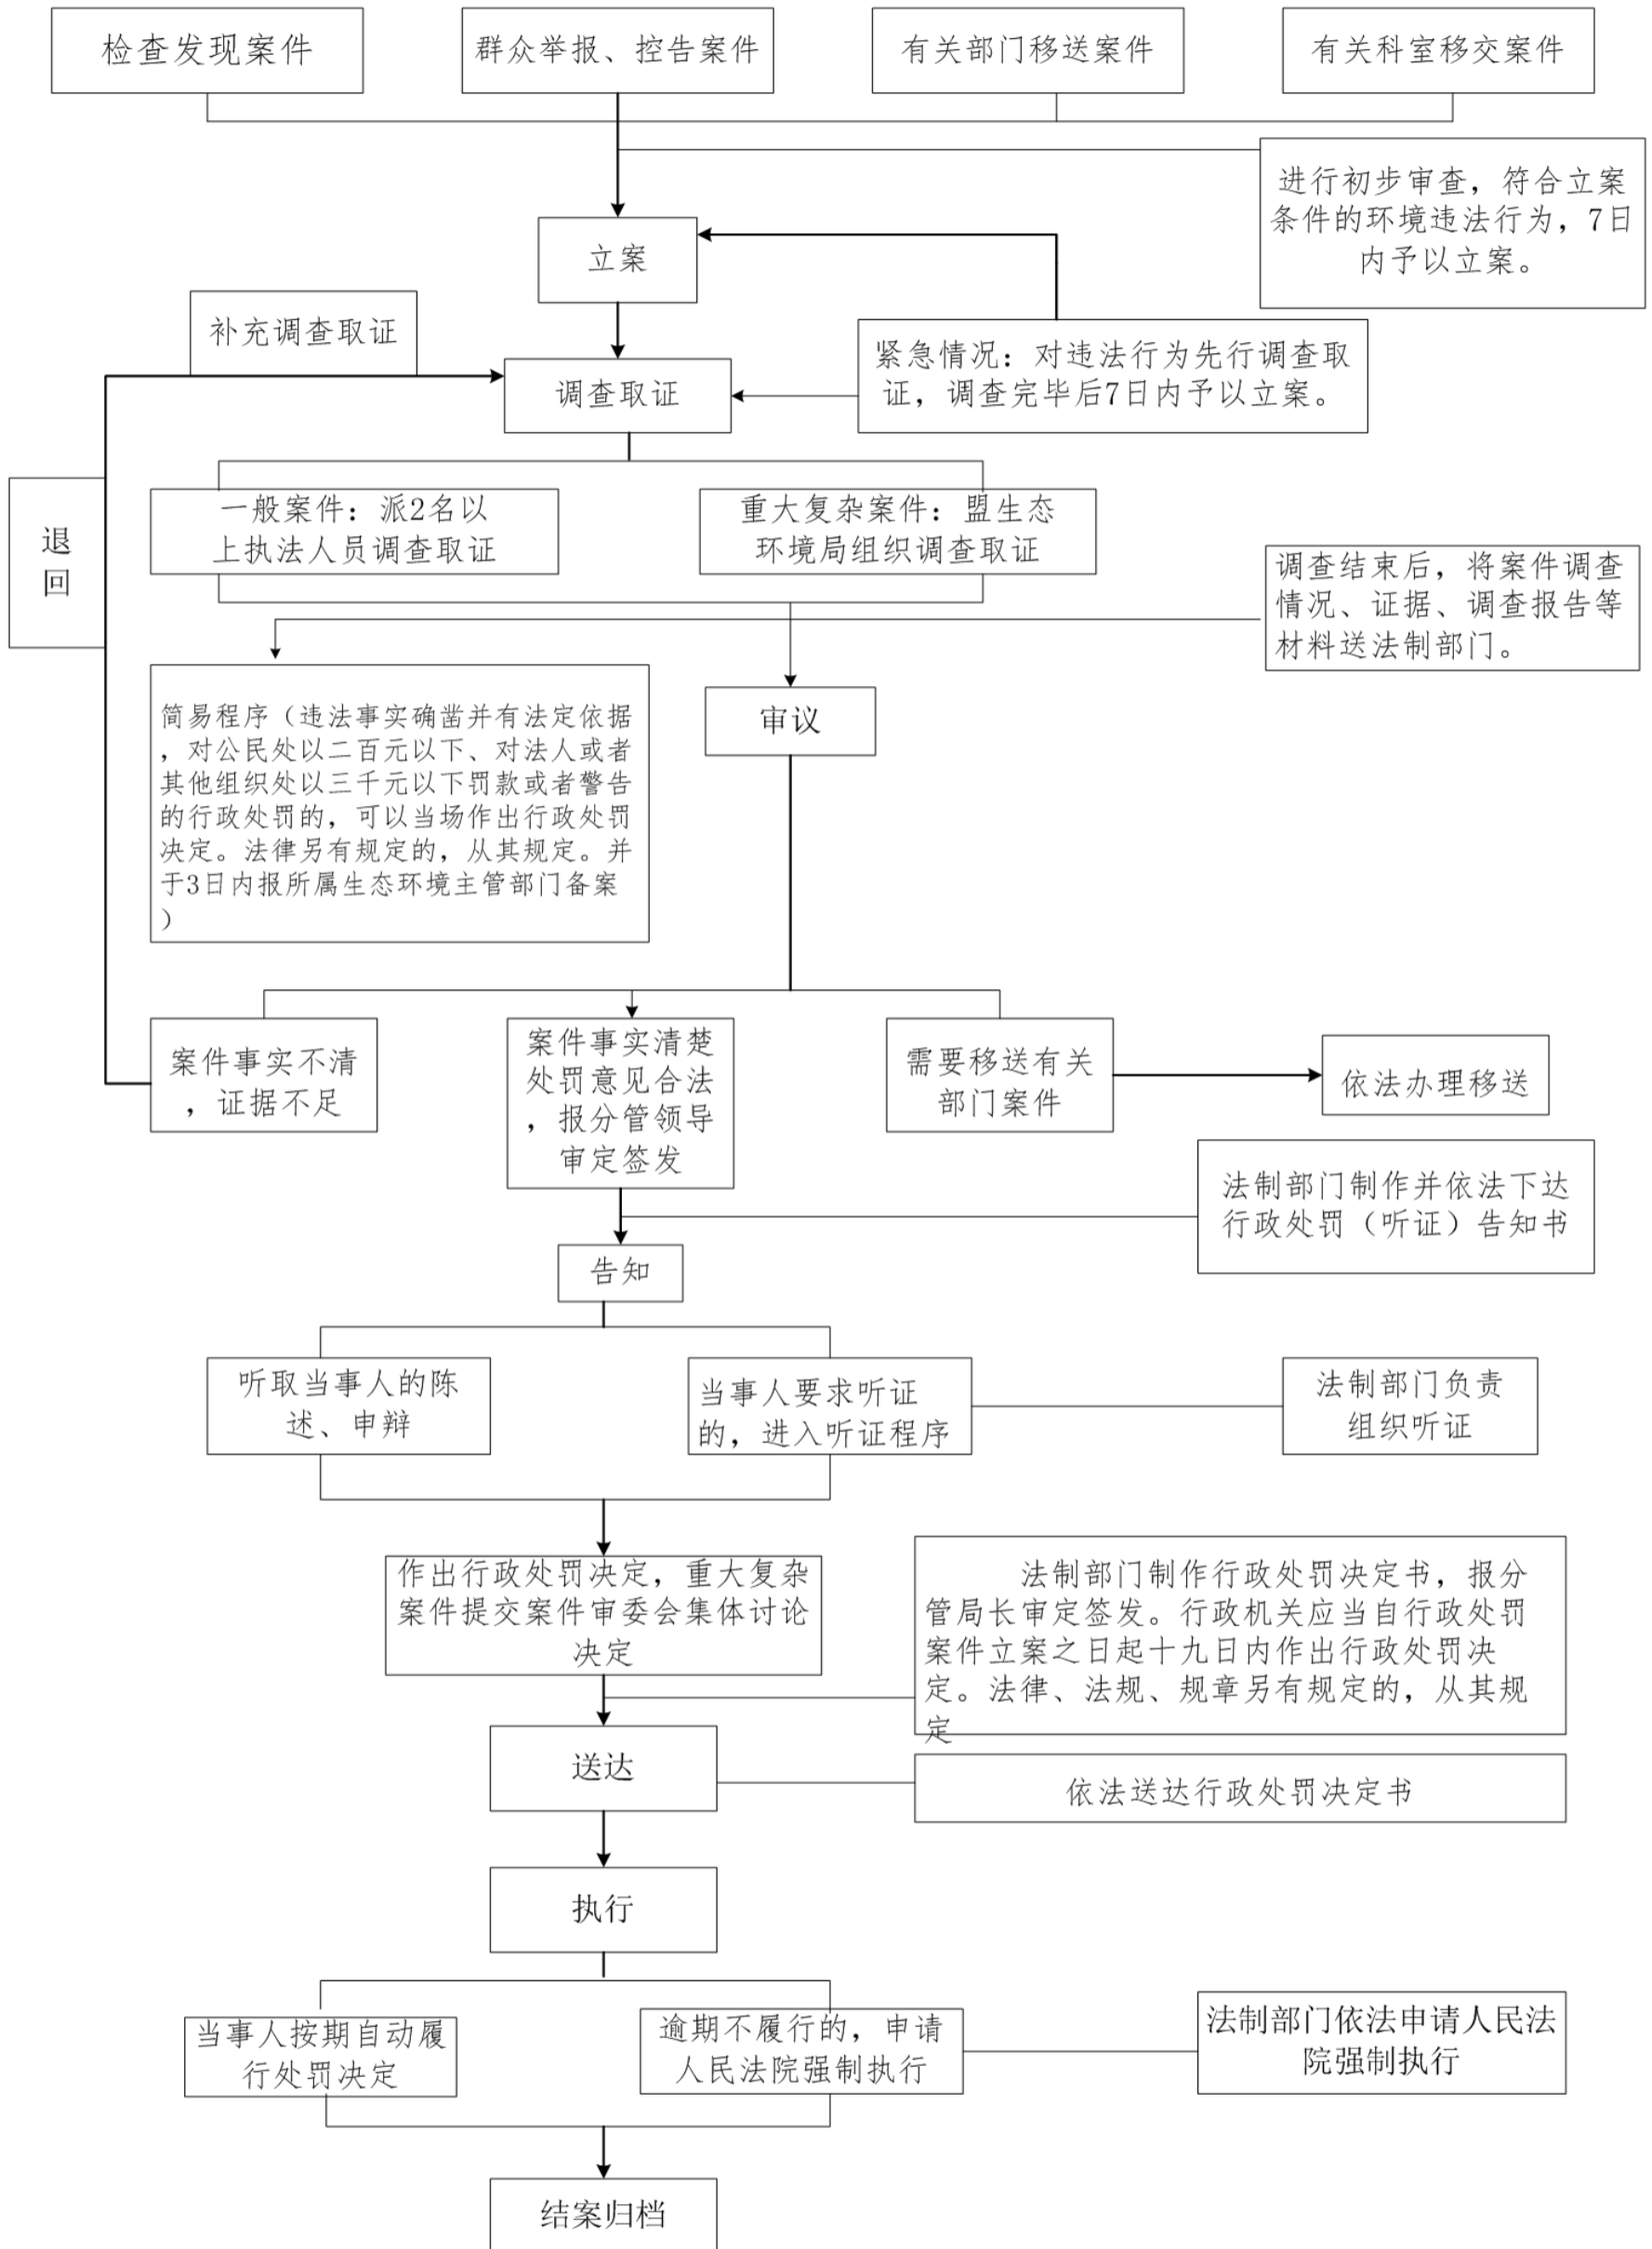 检查发现案件
群众举报、控告案件
有关部门移送案件
有关科室移交案件
进行初步审查，符合立案
条件的环境违法行为，7日
内予以立案。
立案
补充调查取证
紧急情况：对违法行为先行调查取
证，调查完毕后7日内予以立案。
调查取证
退
回
一般案件：派2名以
上执法人员调查取证
重大复杂案件：盟生态
环境局组织调查取证
调查结束后，将案件调查
情况、证据、调查报告等
材料送法制部门。
简易程序（违法事实确凿并有法定依据
，对公民处以二百元以下、对法人或者
其他组织处以三千元以下罚款或者警告
的行政处罚的，可以当场作出行政处罚
决定。法律另有规定的，从其规定。并
于3日内报所属生态环境主管部门备案
）
审议
案件事实不清
，证据不足
案件事实清楚
处罚意见合法
，报分管领导
审定签发
需要移送有关
部门案件
依法办理移送
法制部门制作并依法下达
行政处罚（听证）告知书
告知
听取当事人的陈
述、申辩
当事人要求听证
的，进入听证程序
法制部门负责
组织听证
作出行政处罚决定，重大复杂
案件提交案件审委会集体讨论
决定
法制部门制作行政处罚决定书，报分
管局长审定签发。行政机关应当自行政处罚
案件立案之日起十九日内作出行政处罚决
定。法律、法规、规章另有规定的，从其规
定
送达
依法送达行政处罚决定书
执行
当事人按期自动履
行处罚决定
逾期不履行的，申请
人民法院强制执行
法制部门依法申请人民法
院强制执行
结案归档